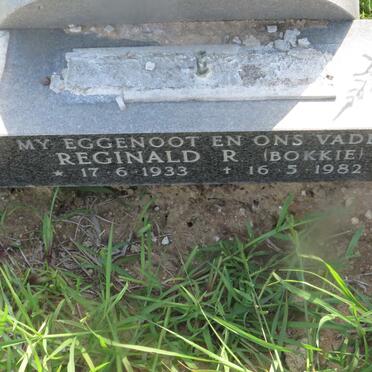 MY EGGENOOT EN ONS
REGINALD R (BOKKIE)
* 17·6·1933 + 16·5·1982